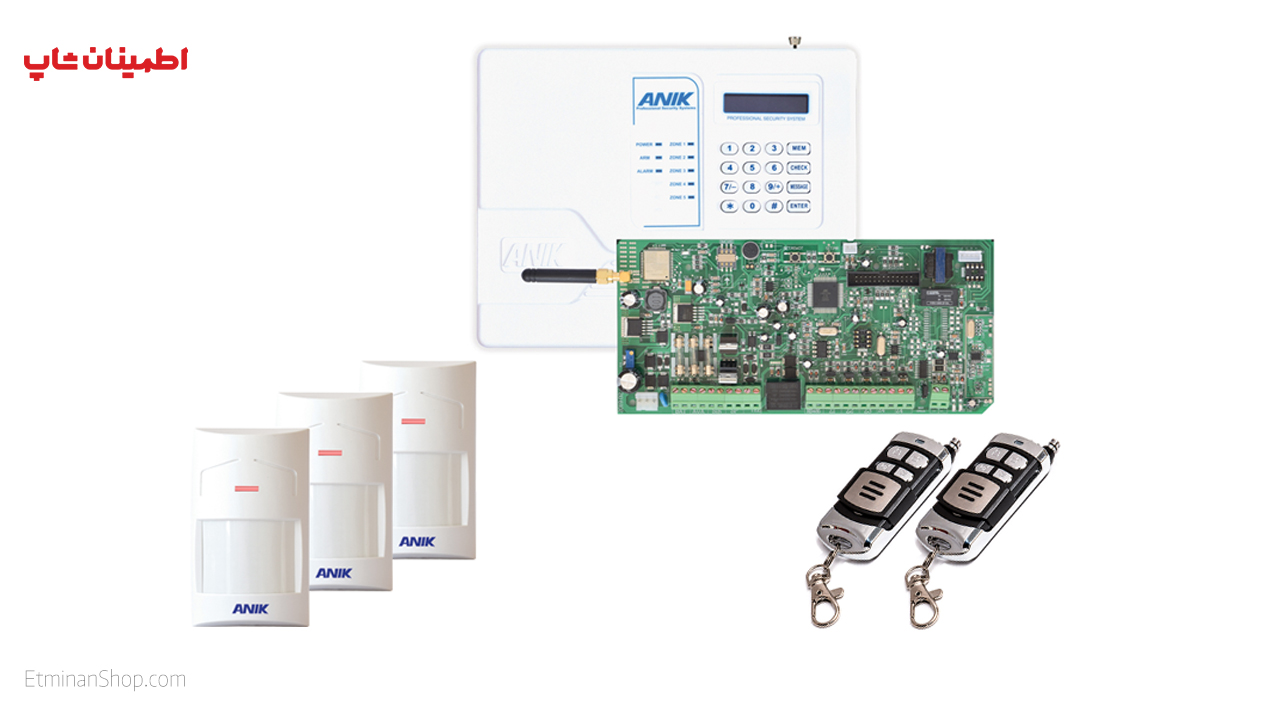 اطمینان شاپ
ANIK
Professional Security Systems
PROFESSIONAL SECURITY SYSTEM
POWER ZONE 1
ARM ZONE 2
ALARM ZONE 3
ZONE 4
ZONE 5
1 2 3 MEM
4 5 6 CHECK
7/− 8 9/+ MESSAGE
* 0 # ENTER
ANIK
ANIK
ANIK
ANIK
EtminanShop.com